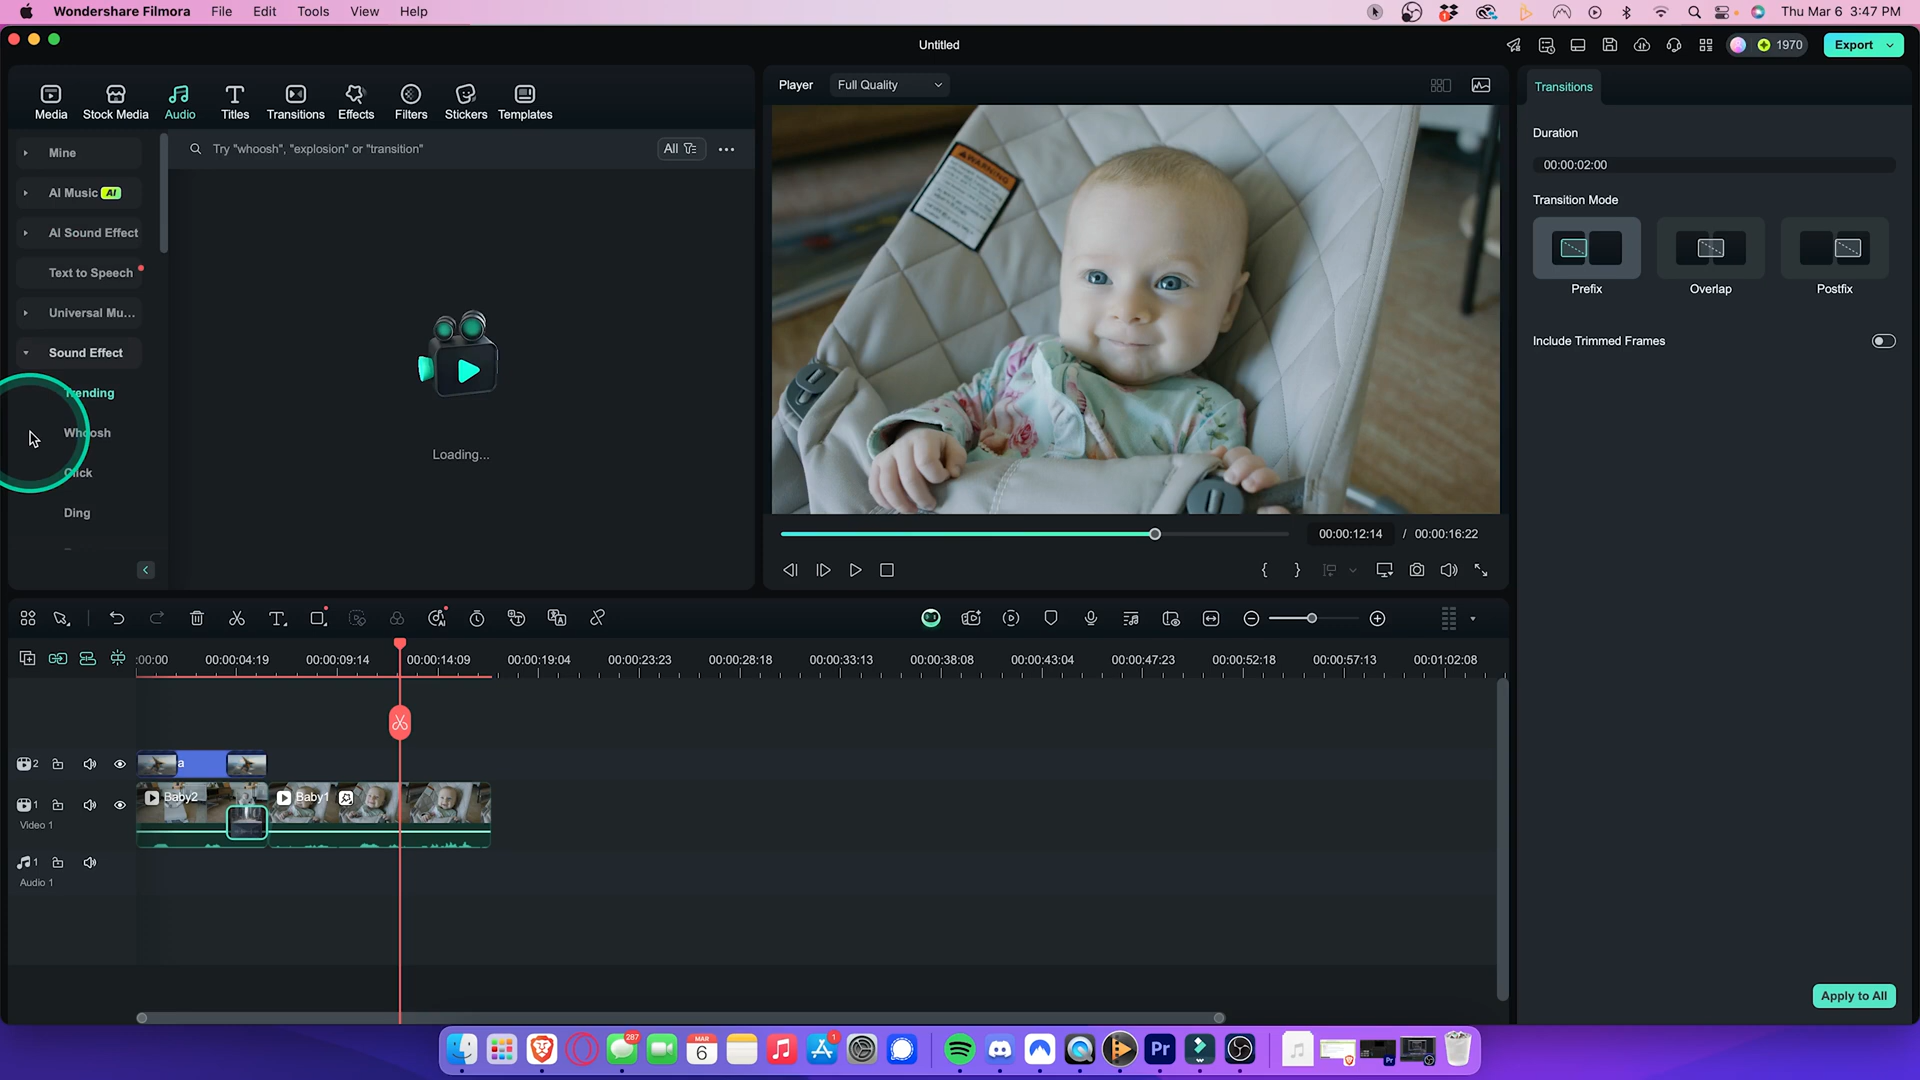 Wondershare Filmora File Edit Tools View Help
Thu Mar 6 3:47 PM
Untitled
1970
Export
Media Stock Media Audio Titles Transitions Effects Filters Stickers Templates
Mine
AI Music AI
AI Sound Effect
Text to Speech
Universal Mu...
Sound Effect
Trending
Whoosh
Click
Ding
Try "whoosh", "explosion" or "transition"
All
Loading...
Player Full Quality
WARNING
00:00:12:14 / 00:00:16:22
Transitions
Duration
00:00:02:00
Transition Mode
Prefix Overlap Postfix
Include Trimmed Frames
Apply to All
:00:00 00:00:04:19 00:00:09:14 00:00:14:09 00:00:19:04 00:00:23:23 00:00:28:18 00:00:33:13 00:00:38:08 00:00:43:04 00:00:47:23 00:00:52:18 00:00:57:13 00:01:02:08
2
a
1
Baby2 Baby1
Video 1
1
Audio 1
287
MAR
6
1
Pr